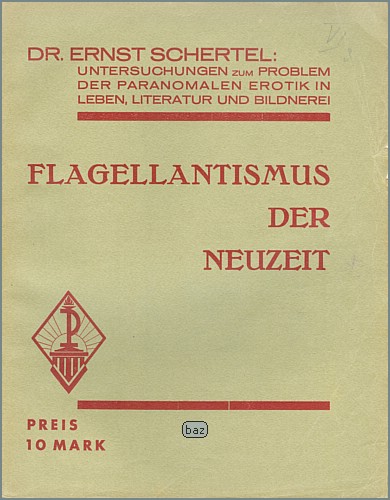 DR. ERNST SCHERTEL:
UNTERSUCHUNGEN ZUM PROBLEM
DER PARANOMALEN EROTIK IN
LEBEN, LITERATUR UND BILDNEREI
FLAGELLANTISMUS
DER
NEUZEIT
P
PREIS
10 MARK
baz